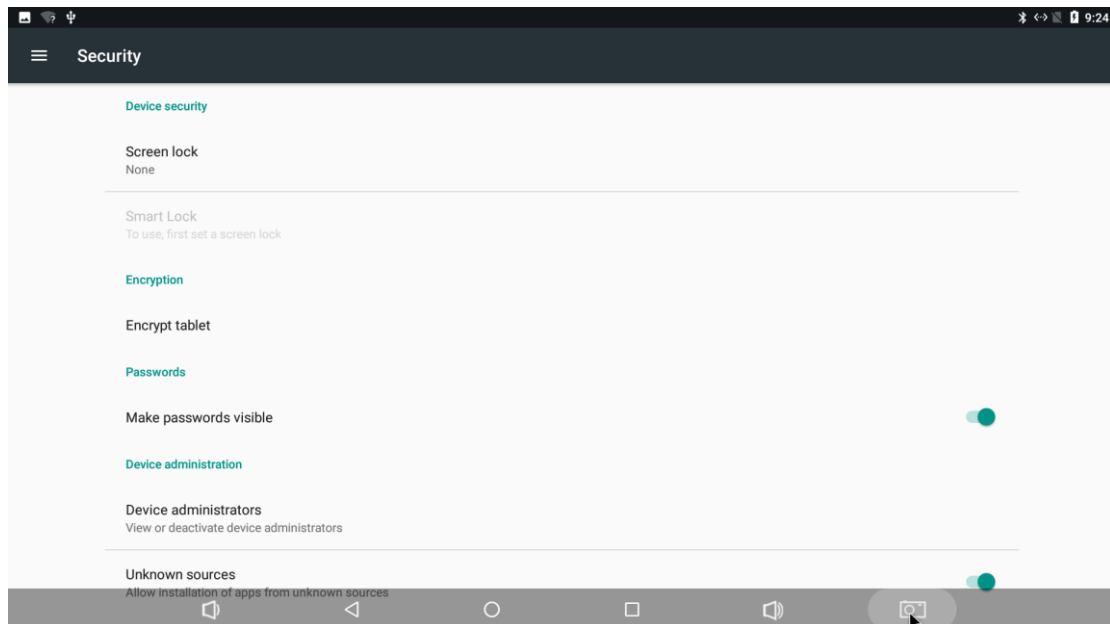 9:24
Security
Device security
Screen lock
None
Smart Lock
To use, first set a screen lock
Encryption
Encrypt tablet
Passwords
Make passwords visible
Device administration
Device administrators
View or deactivate device administrators
Unknown sources
Allow installation of apps from unknown sources